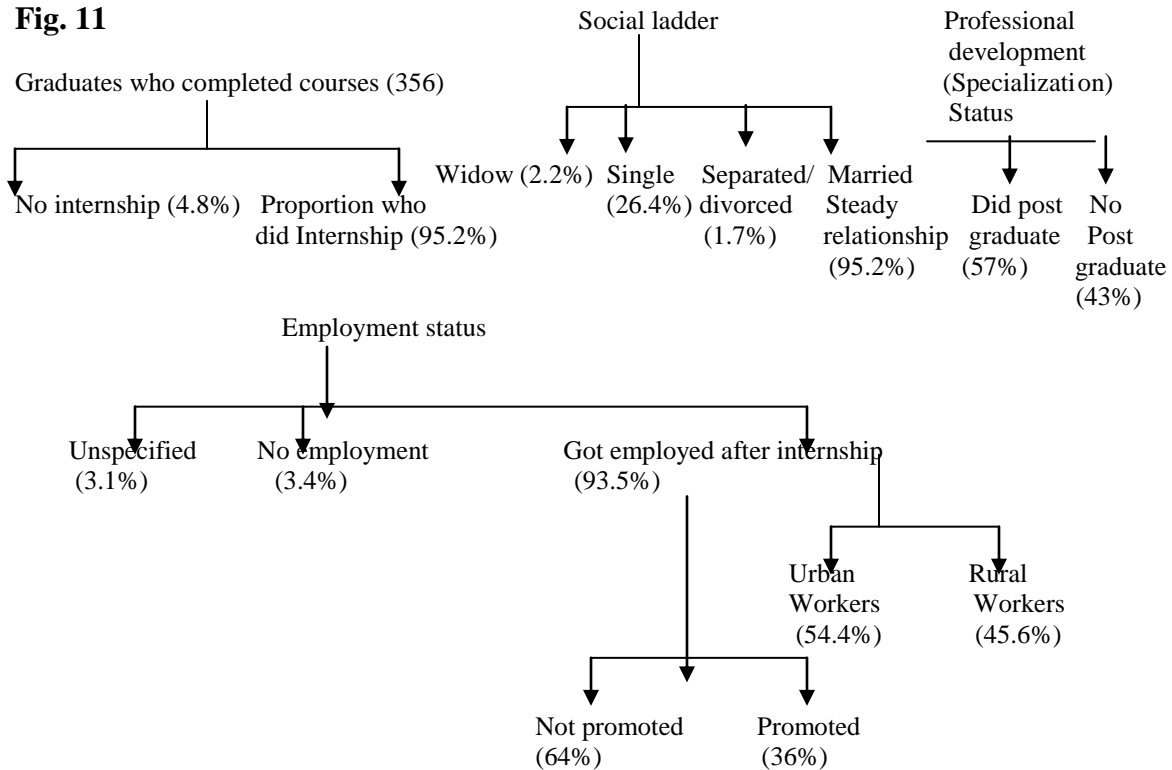 Fig. 11
Graduates who completed courses (356)
No internship (4.8%)
Proportion who
did Internship (95.2%)
Social ladder
Widow (2.2%)
Single
(26.4%)
Separated/
divorced
(1.7%)
Married
Steady
relationship
(95.2%)
Professional
development
(Specialization)
Status
Did post
graduate
(57%)
No
Post
graduate
(43%)
Employment status
Unspecified
(3.1%)
No employment
(3.4%)
Got employed after internship
(93.5%)
Urban
Workers
(54.4%)
Rural
Workers
(45.6%)
Not promoted
(64%)
Promoted
(36%)